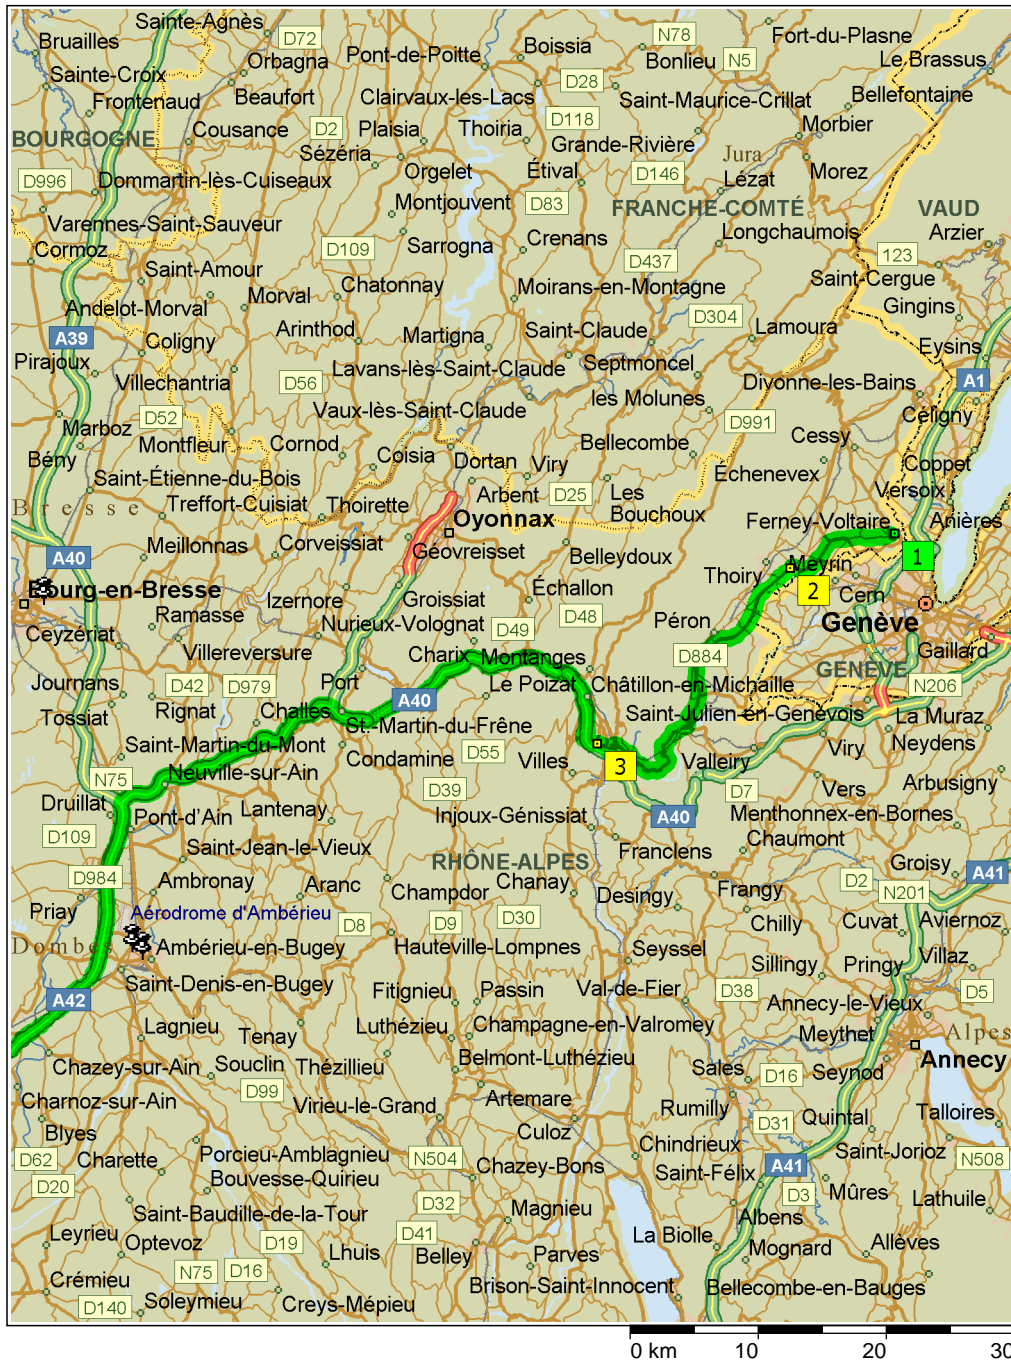 Sainte-Agnès
Bruailles
D72
Orbagna
Pont-de-Poitte
Boissia
N78
Bonlieu
N5
Fort-du-Plasne
Le Brassus
Sainte-Croix
Frontenaud
Beaufort
Clairvaux-les-Lacs
D28
Saint-Maurice-Crillat
Bellefontaine
BOURGOGNE
Cousance
D2
Plaisia
Thoiria
D118
Morbier
Sézéria
Grande-Rivière
Jura
D996
Dommartin-lès-Cuiseaux
Orgelet
Étival
D146
Lézat
Morez
Montjouvent
D83
FRANCHE-COMTÉ
VAUD
Varennes-Saint-Sauveur
Longchaumois
Arzier
Cormoz
D109
Sarrogna
Crenans
D437
123
Saint-Amour
Chatonnay
Moirans-en-Montagne
Saint-Cergue
Andelot-Morval
Morval
Gingins
Arinthod
Martigna
Saint-Claude
D304
Lamoura
A39
Coligny
Eysins
Pirajoux
Villechantria
D56
Lavans-lès-Saint-Claude
Septmoncel
Divonne-les-Bains
A1
D52
Vaux-lès-Saint-Claude
les Molunes
D991
Céligny
Marboz
Montfleur
Cornod
Bellecombe
Cessy
Bény
Coisia
Dortan
Viry
Echenevex
Coppet
Saint-Étienne-du-Bois
Arbent
D25
Les
Bouchoux
Versoix
Bresse
Treffort-Cuisiat
Thoirette
Oyonnax
Ferney-Voltaire
Anières
Meillonnas
Corveissiat
Géovreisset
Belleydoux
1
A40
Thoiry
Meyrin
Bourg-en-Bresse
Izernore
Groissiat
Échallon
2
Cern
Ramasse
Nurieux-Volognat
D48
Péron
Genève
Ceyzériat
D49
Villereversure
Charix
Montanges
D884
GENÈVE
Gaillard
Journans
D42
D979
Port
A40
Le Poizat
Châtillon-en-Michaille
N206
Tossiat
Rignat
Challes
St.-Martin-du-Frêne
Saint-Julien-en-Genevois
La Muraz
Saint-Martin-du-Mont
Condamine
D55
Villes
3
Valleiry
Viry
Neydens
N75
Neuville-sur-Ain
D39
D7
Vers
Arbusigny
Druillat
Pont-d'Ain
Lantenay
Injoux-Génissiat
A40
Menthonnex-en-Bornes
D109
Saint-Jean-le-Vieux
RHÔNE-ALPES
Franclens
Chaumont
Groisy
D984
Ambronay
Aranc
Champdor
Chanay
Desingy
Frangy
D2
A41
N201
Priay
Aérodrome d'Ambérieu
D8
D9
D30
Chilly
Cuvat
Aviernoz
Dombes
Ambérieu-en-Bugey
Hauteville-Lompnes
Seyssel
Sillingy
Pringy
Villaz
A42
Saint-Denis-en-Bugey
Fitignieu
Passin
Val-de-Fier
D38
Annecy-le-Vieux
D5
Lagnieu
Tenay
Luthézieu
Champagne-en-Valromey
Meythet
Alpes
Chazey-sur-Ain
Souclin
Thézillieu
Belmont-Luthézieu
Sales
D16
Seynod
Annecy
Charnoz-sur-Ain
D99
Virieu-le-Grand
Artemare
Rumilly
D31
Quintal
Talloires
Blyes
Culoz
Chindrieux
Saint-Jorioz
D62
Charette
Porcieu-Amblagnieu
N504
Chazey-Bons
Saint-Félix
A41
N508
D20
Bouvesse-Quirieu
D32
D3
Mûres
Lathuile
Saint-Baudille-de-la-Tour
Magnieu
Albens
Leyrieu
Optevoz
D19
Lhuis
D41
Belley
Parves
La Biolle
Mognard
Allèves
Crémieu
N75
D16
Brison-Saint-Innocent
Bellecombe-en-Bauges
D140
Soleymieu
Creys-Mépieu
0 km
10
20
30